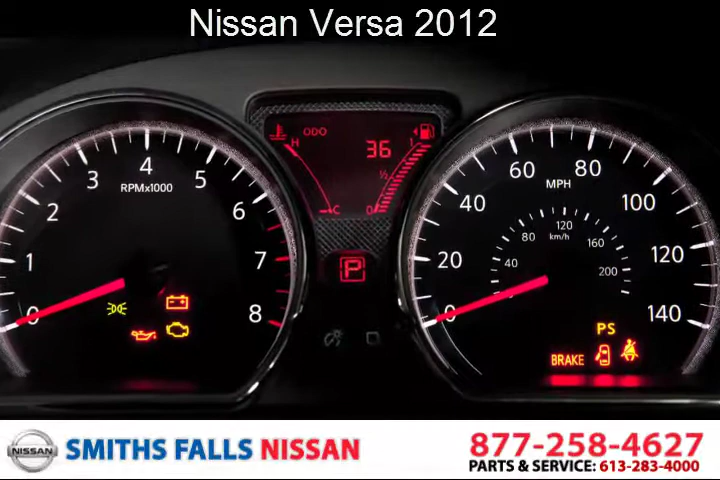 Nissan Versa 2012
H ODO 36
1/2
C 0
0 1 2 3 4 5 6 7 8
RPMx1000
P
0 20 40 60 80 100 120 140
MPH
40 80 120 160 200
km/h
PS
BRAKE
NISSAN SMITHS FALLS NISSAN
877-258-4627
PARTS & SERVICE: 613-283-4000